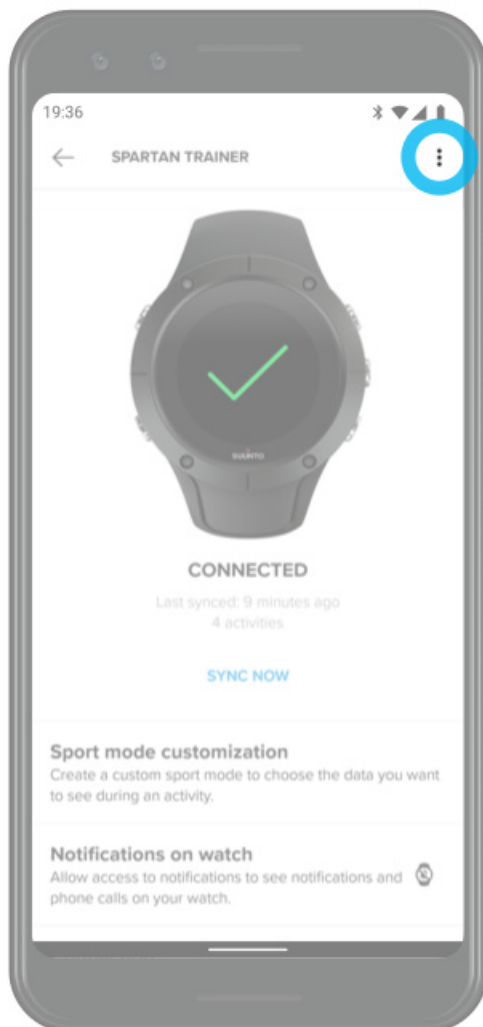 19:36
SPARTAN TRAINER
SUUNTO
CONNECTED
Last synced: 9 minutes ago
4 activities
SYNC NOW
Sport mode customization
Create a custom sport mode to choose the data you want
to see during an activity.
Notifications on watch
Allow access to notifications to see notifications and
phone calls on your watch.